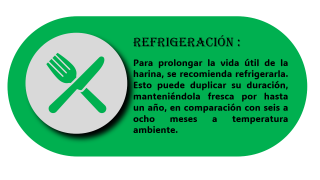 REFRIGERACIÓN :
Para prolongar la vida útil de la
harina, se recomienda refrigerarla.
Esto puede duplicar su duración,
manteniéndola fresca por hasta
un año, en comparación con seis a
ocho meses a temperatura
ambiente.